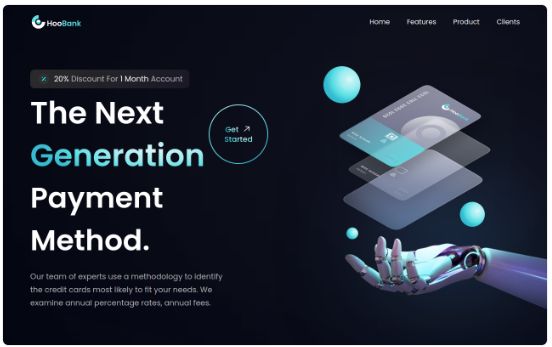 HooBank
Home Features Product Clients
20% Discount For 1 Month Account
The Next
Generation
Payment
Method.
Get
Started
Our team of experts use a methodology to identify
the credit cards most likely to fit your needs. We
examine annual percentage rates, annual fees.
HooBank